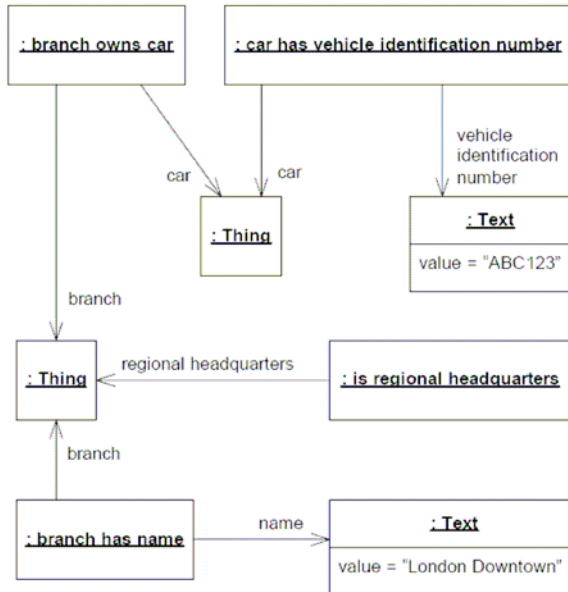 : branch owns car
: car has vehicle identification number
vehicle
identification
number
car
car
: Thing
: Text
value = "ABC123"
branch
: Thing
regional headquarters
: is regional headquarters
branch
: branch has name
name
: Text
value = "London Downtown"